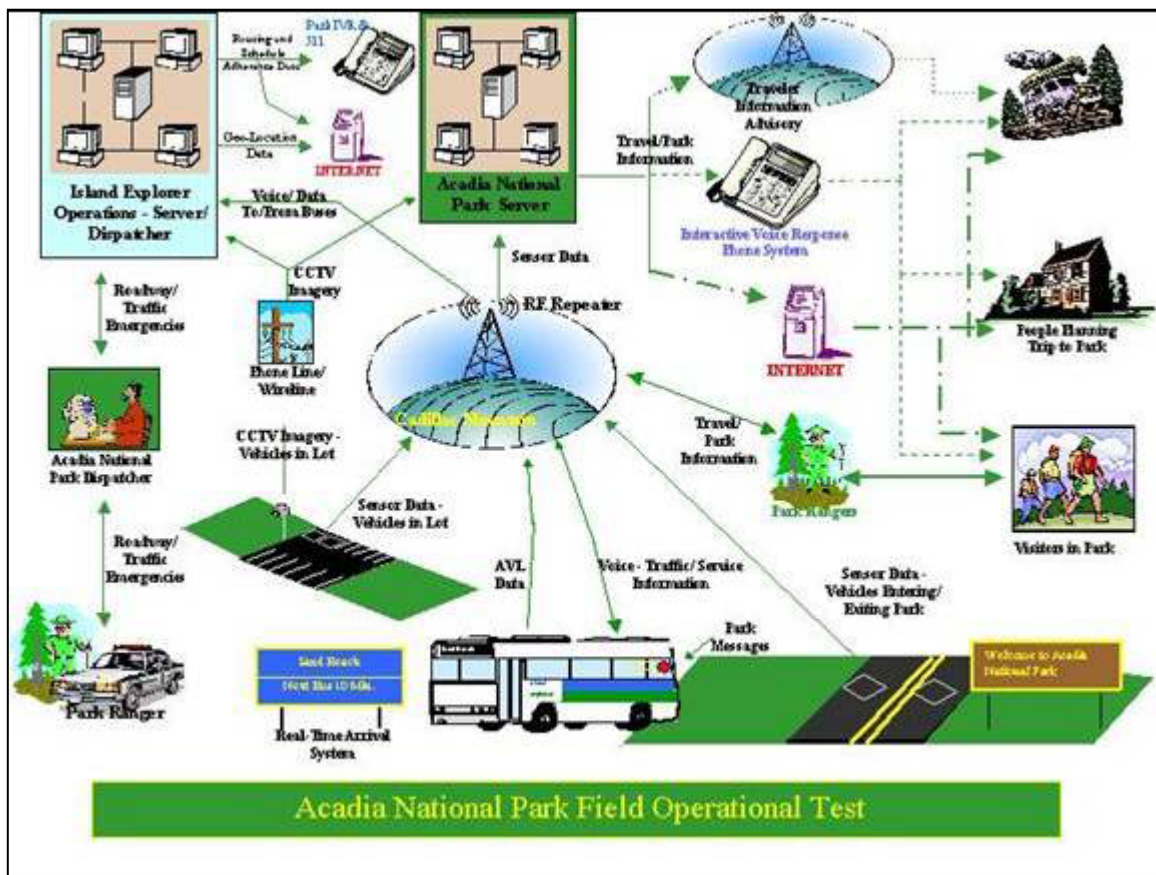 Park IVR &
511
Routing and
Schedule
Adherence Data
Geo-Location
Data
INTERNET
Island Explorer
Operations - Server/
Dispatcher
Acadia National
Park Server
Voice/ Data
To/From Buses
CCTV
Imagery
Sensor Data
Travel/Park
Information
Traveler
Information
Advisory
Interactive Voice Response
Phone System
INTERNET
People Planning
Trip to Park
Roadway/
Traffic
Emergencies
Phone Line/
Wireline
RF Repeater
Cadillac Mountain
Acadia National
Park Dispatcher
CCTV Imagery -
Vehicles in Lot
Sensor Data -
Vehicles in Lot
Travel/
Park
Information
Park Rangers
Visitors in Park
Roadway/
Traffic
Emergencies
AVL
Data
Voice - Traffic/ Service
Information
Sensor Data -
Vehicles Entering/
Exiting Park
Park
Messages
Park Ranger
Sand Beach
Next Bus 10 Min.
Real-Time Arrival
System
Welcome to Acadia
National Park
Acadia National Park Field Operational Test